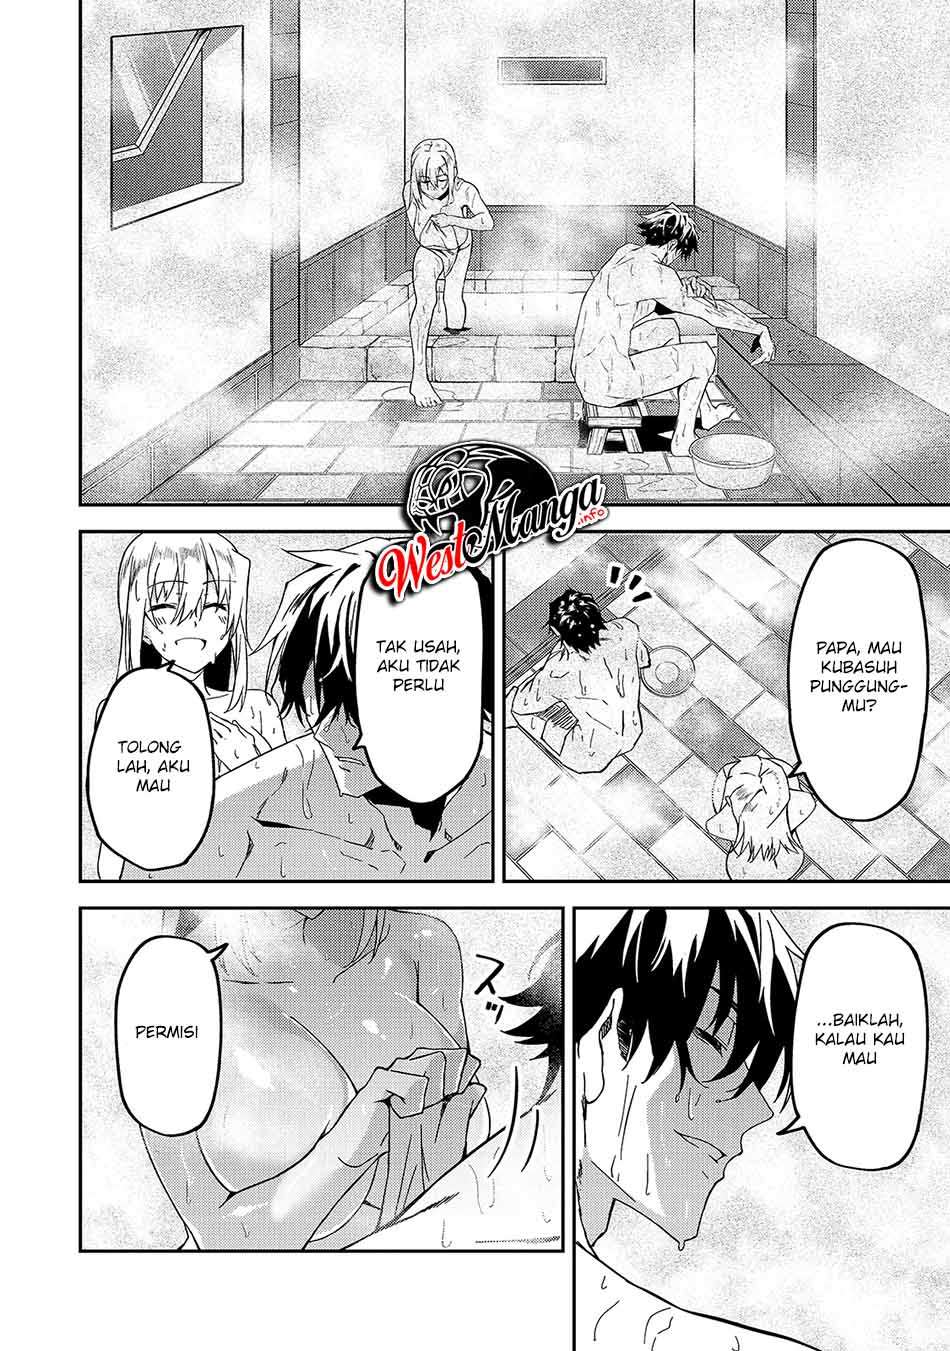 WestManga
.info
PAPA, MAU
KUBASUH
PUNGGUNG-
MU?
TAK USAH,
AKU TIDAK
PERLU
TOLONG
LAH, AKU
MAU
...BAIKLAH,
KALAU KAU
MAU
スッ
PERMISI